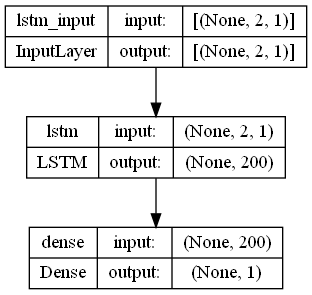 lstm_input input: [(None, 2, 1)]
InputLayer output: [(None, 2, 1)]
lstm input: (None, 2, 1)
LSTM output: (None, 200)
dense input: (None, 200)
Dense output: (None, 1)